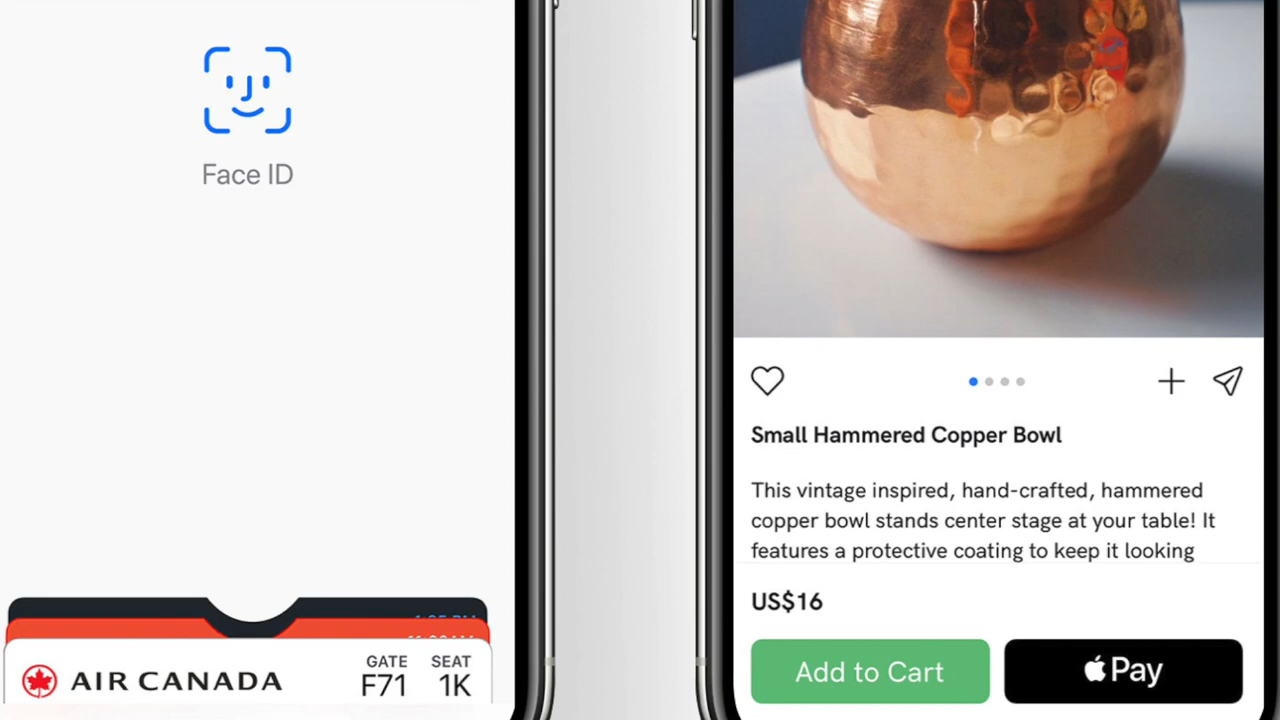 Face ID
AIR CANADA
GATE
F71
SEAT
1K
Small Hammered Copper Bowl
This vintage inspired, hand-crafted, hammered
copper bowl stands center stage at your table! It
features a protective coating to keep it looking
US$16
Add to Cart
Pay